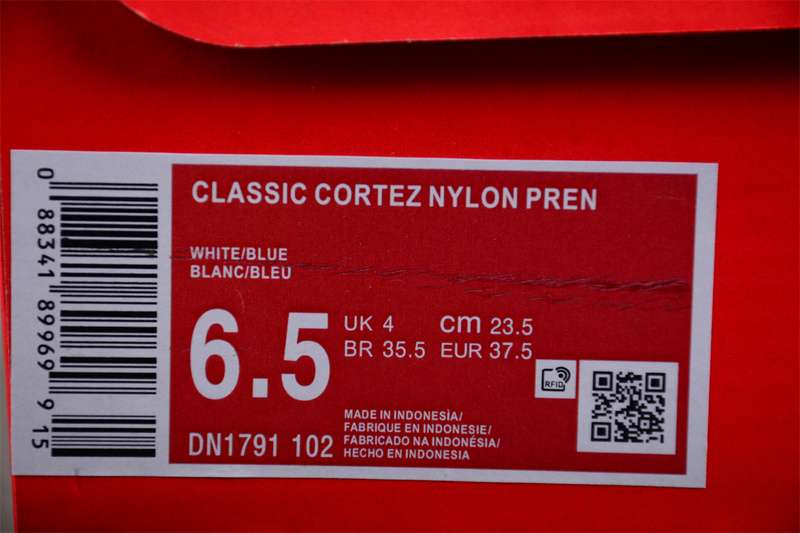 0 88341 89969 9 15
CLASSIC CORTEZ NYLON PREN
WHITE/BLUE
BLANC/BLEU
6.5
UK 4 cm 23.5
BR 35.5 EUR 37.5
RFID
DN1791 102
MADE IN INDONESÌA/
FABRIQUE EN INDONESIE/
FABRICADO NA INDONÉSIA/
HECHO EN INDONESIA